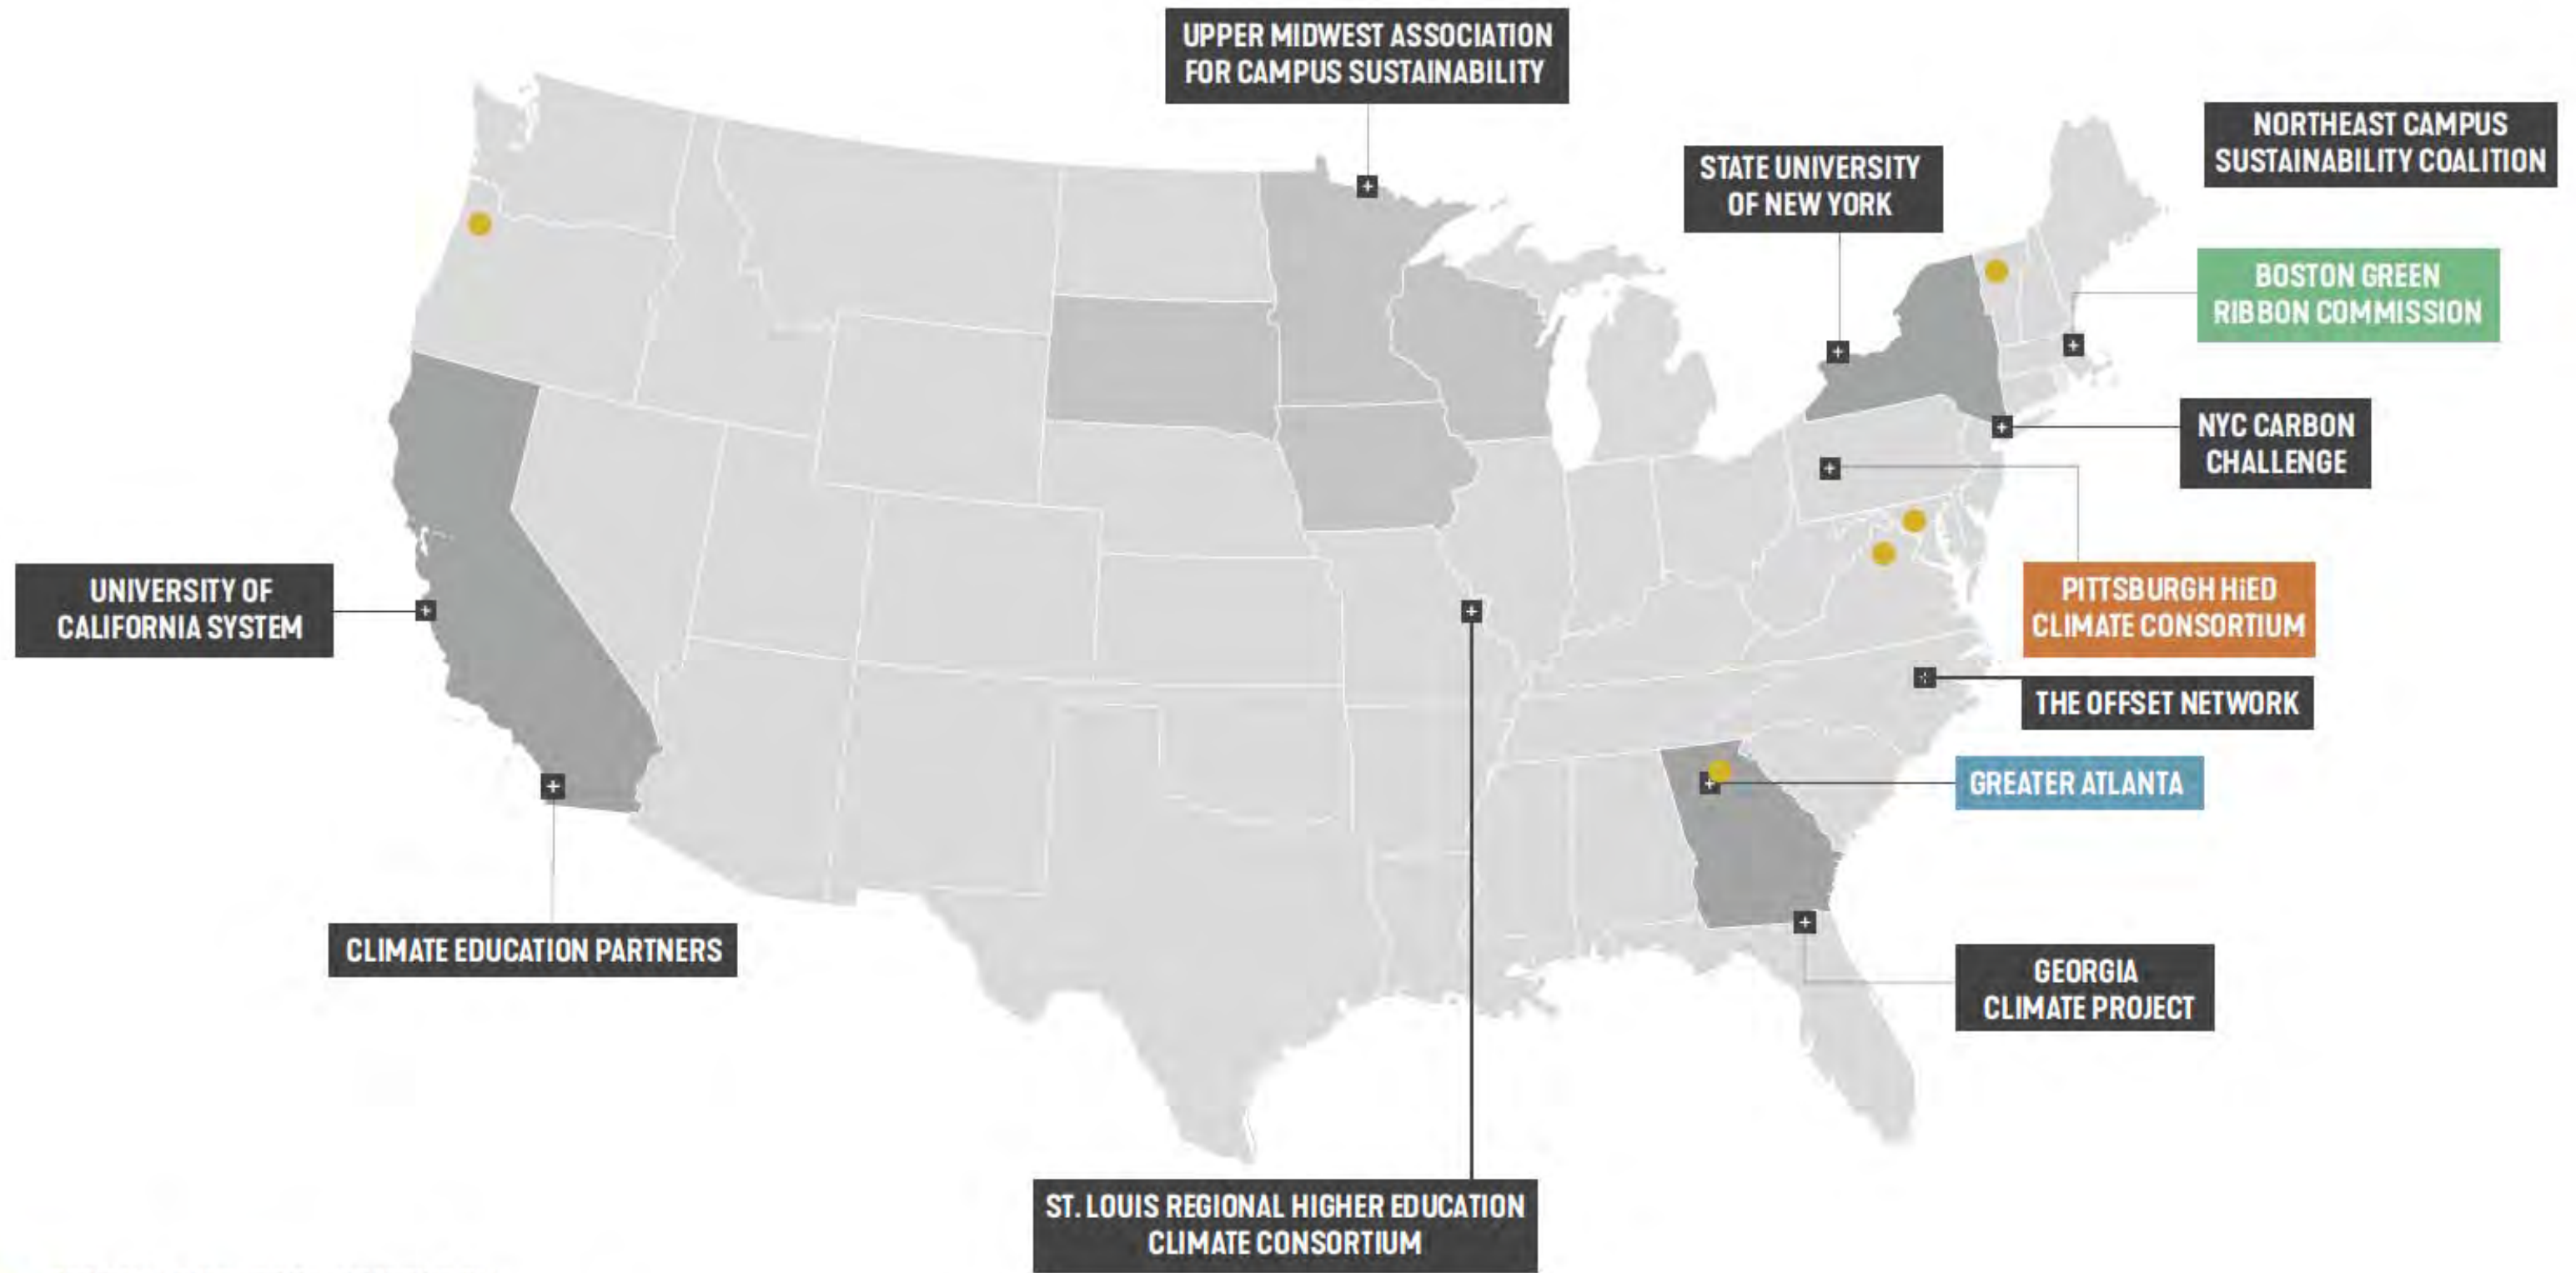 UPPER MIDWEST ASSOCIATION
FOR CAMPUS SUSTAINABILITY
NORTHEAST CAMPUS
SUSTAINABILITY COALITION
STATE UNIVERSITY
OF NEW YORK
BOSTON GREEN
RIBBON COMMISSION
NYC CARBON
CHALLENGE
UNIVERSITY OF
CALIFORNIA SYSTEM
PITTSBURGH HiED
CLIMATE CONSORTIUM
THE OFFSET NETWORK
GREATER ATLANTA
CLIMATE EDUCATION PARTNERS
GEORGIA
CLIMATE PROJECT
ST. LOUIS REGIONAL HIGHER EDUCATION
CLIMATE CONSORTIUM